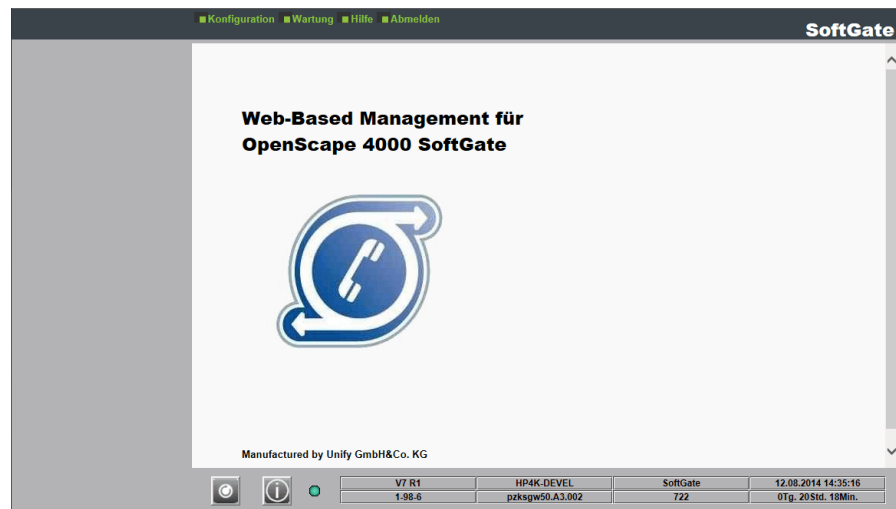 Konfiguration Wartung Hilfe Abmelden
SoftGate
Web-Based Management für
OpenScape 4000 SoftGate
Manufactured by Unify GmbH&Co. KG
V7 R1 HP4K-DEVEL SoftGate 12.08.2014 14:35:16
1-98-6 pzksgw50.A3.002 722 0Tg. 20Std. 18Min.